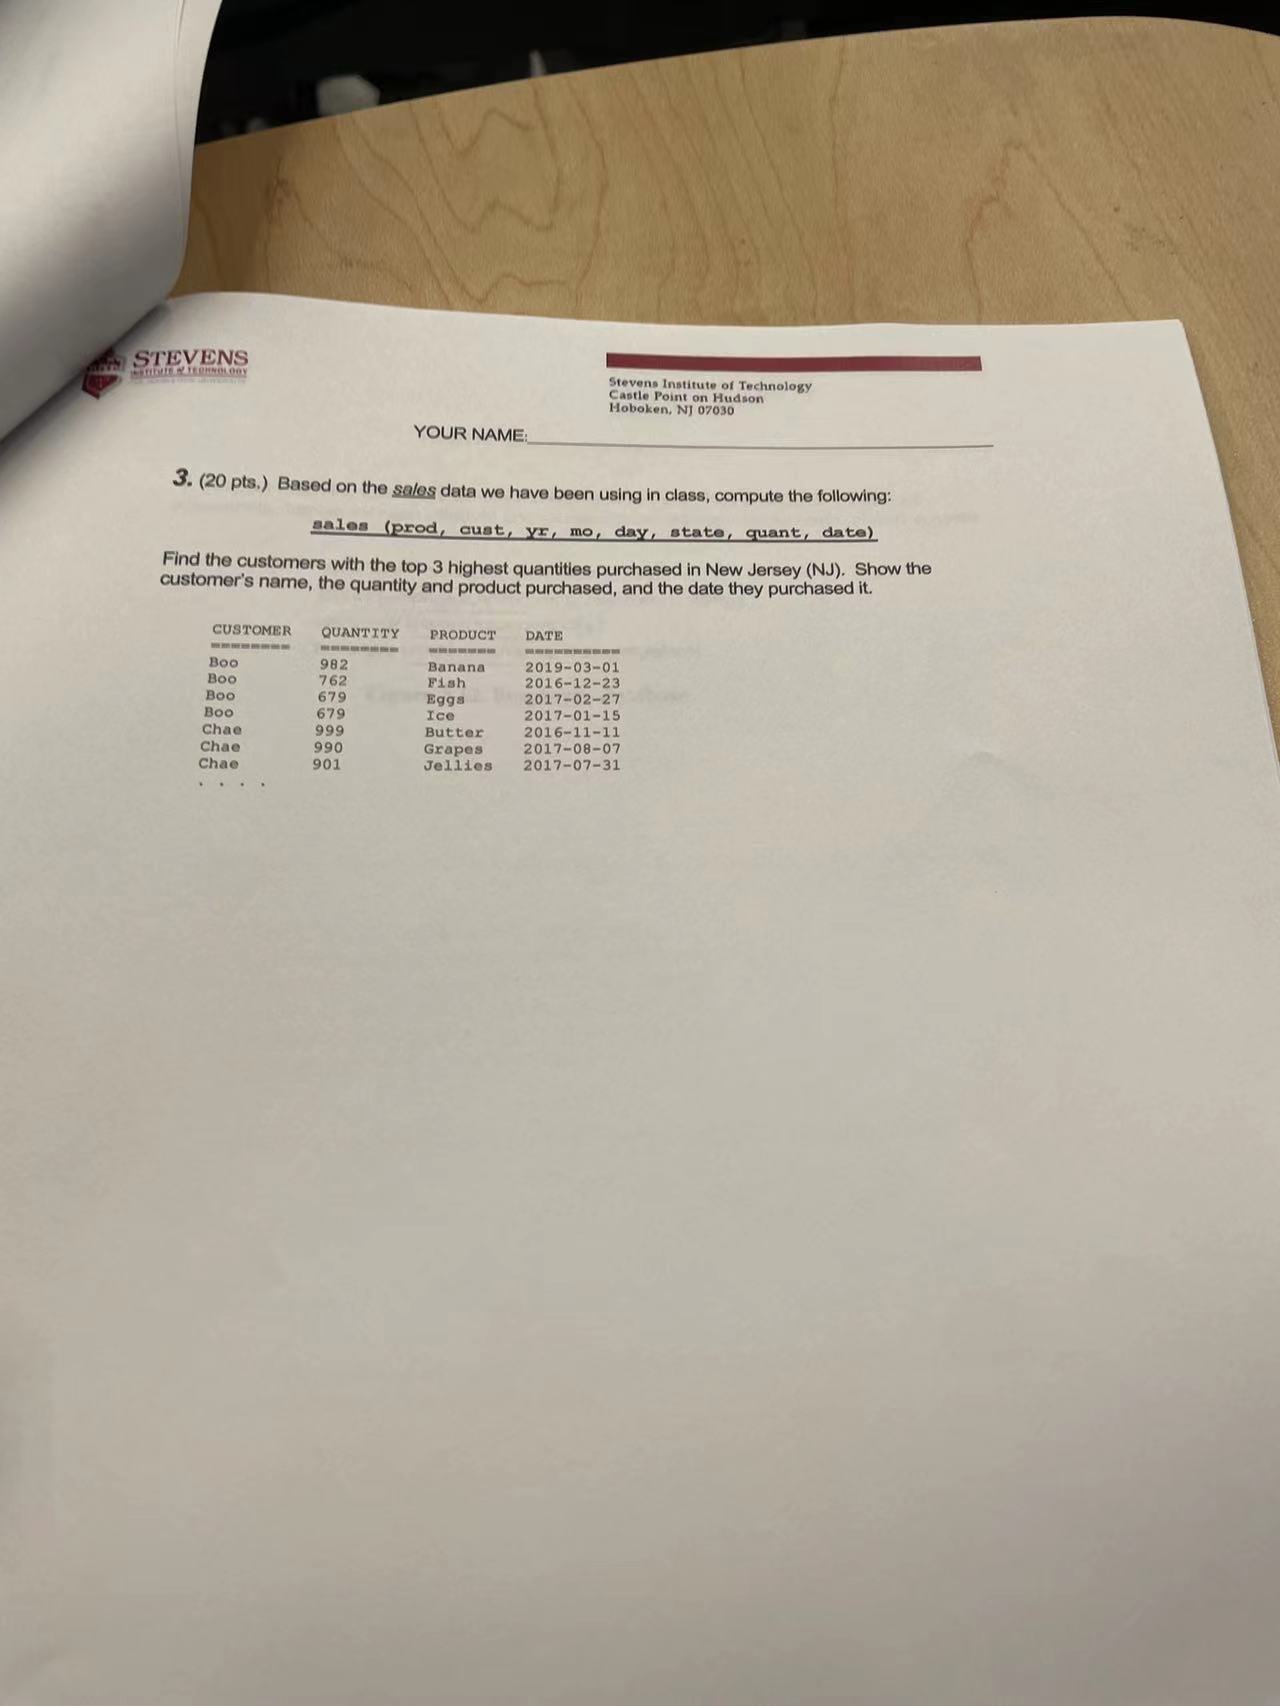 STEVENS
INSTITUTE of TECHNOLOGY
Stevens Institute of Technology
Castle Point on Hudson
Hoboken, NJ 07030
YOUR NAME:
3. (20 pts.) Based on the sales data we have been using in class, compute the following:
sales (prod, cust, yr, mo, day, state, quant, date)
Find the customers with the top 3 highest quantities purchased in New Jersey (NJ). Show the
customer's name, the quantity and product purchased, and the date they purchased it.
CUSTOMER QUANTITY PRODUCT DATE
======== ======== ======= ==========
Boo 982 Banana 2019-03-01
Boo 762 Fish 2016-12-23
Boo 679 Eggs 2017-02-27
Boo 679 Ice 2017-01-15
Chae 999 Butter 2016-11-11
Chae 990 Grapes 2017-08-07
Chae 901 Jellies 2017-07-31
. . . .